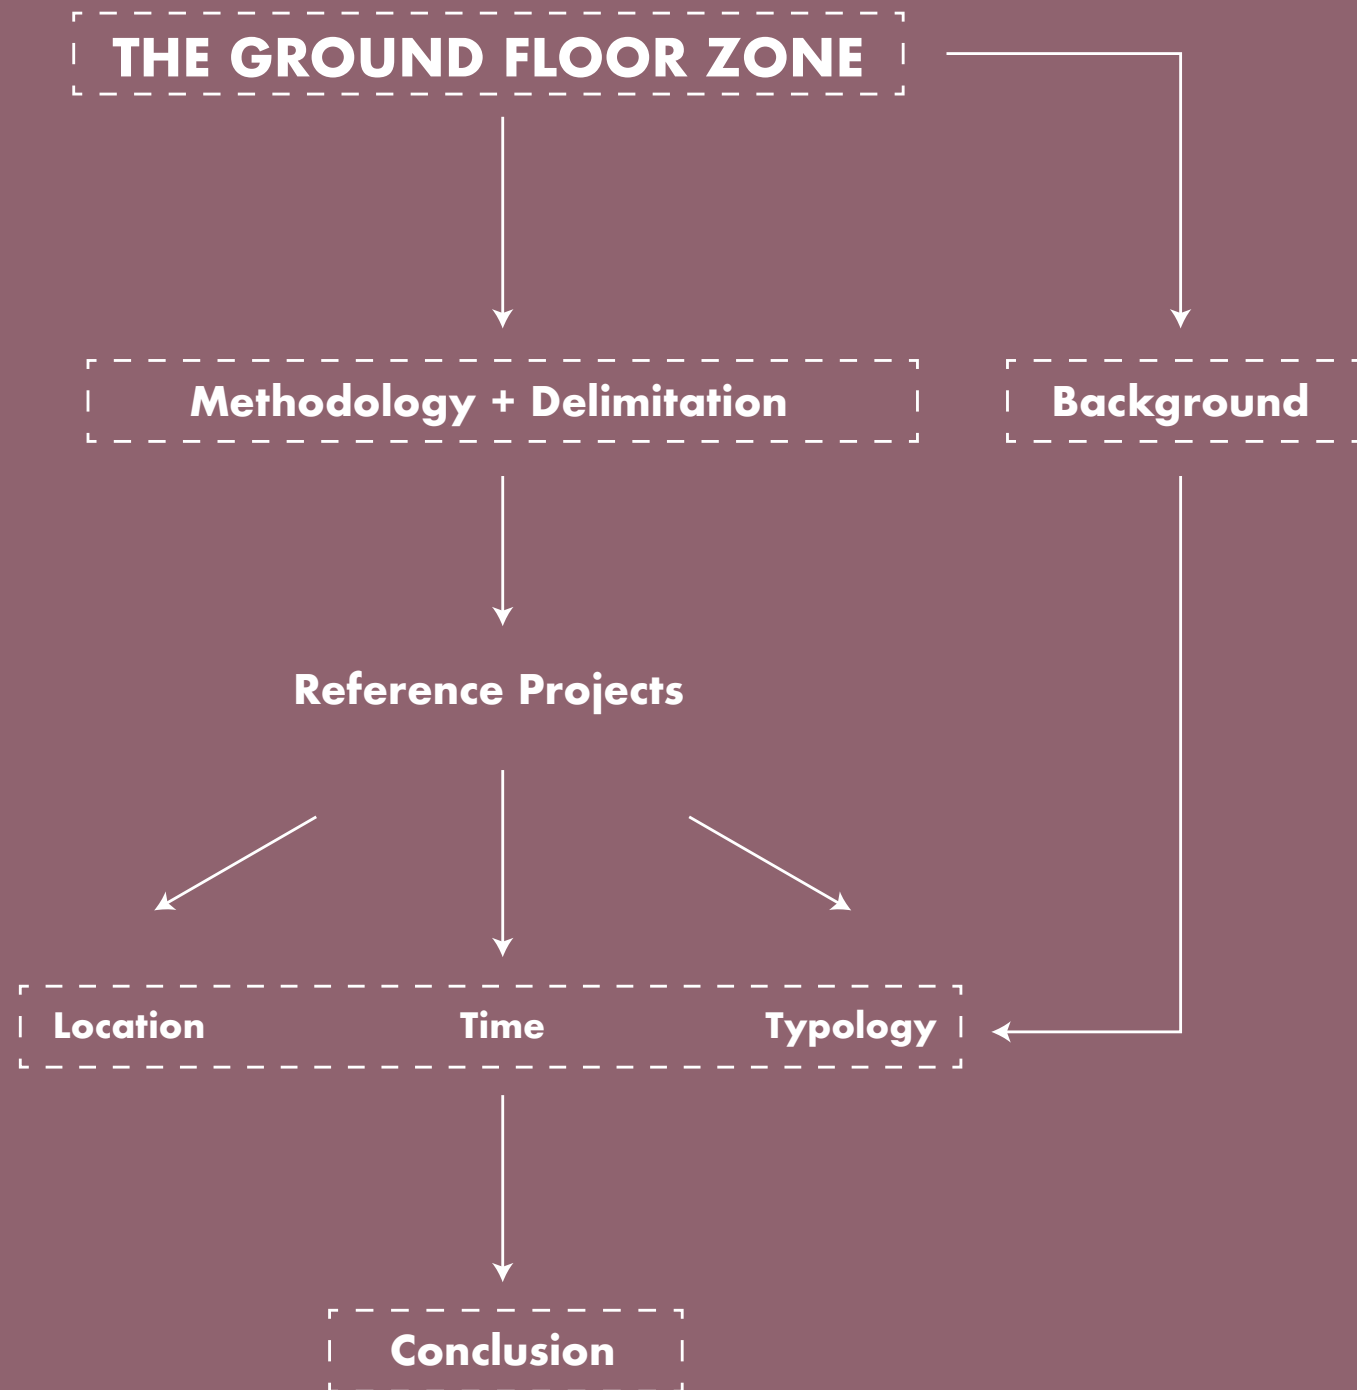 THE GROUND FLOOR ZONE
Methodology + Delimitation
Background
Reference Projects
Location
Time
Typology
Conclusion